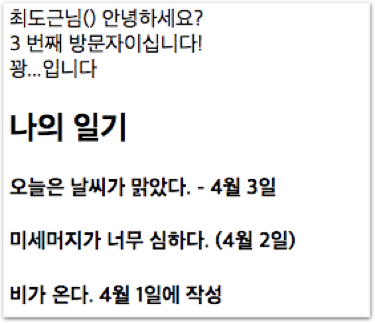 최도근님() 안녕하세요?
3 번째 방문자이십니다!
꽝...입니다
나의 일기
오늘은 날씨가 맑았다. - 4월 3일
미세머지가 너무 심하다. (4월 2일)
비가 온다. 4월 1일에 작성